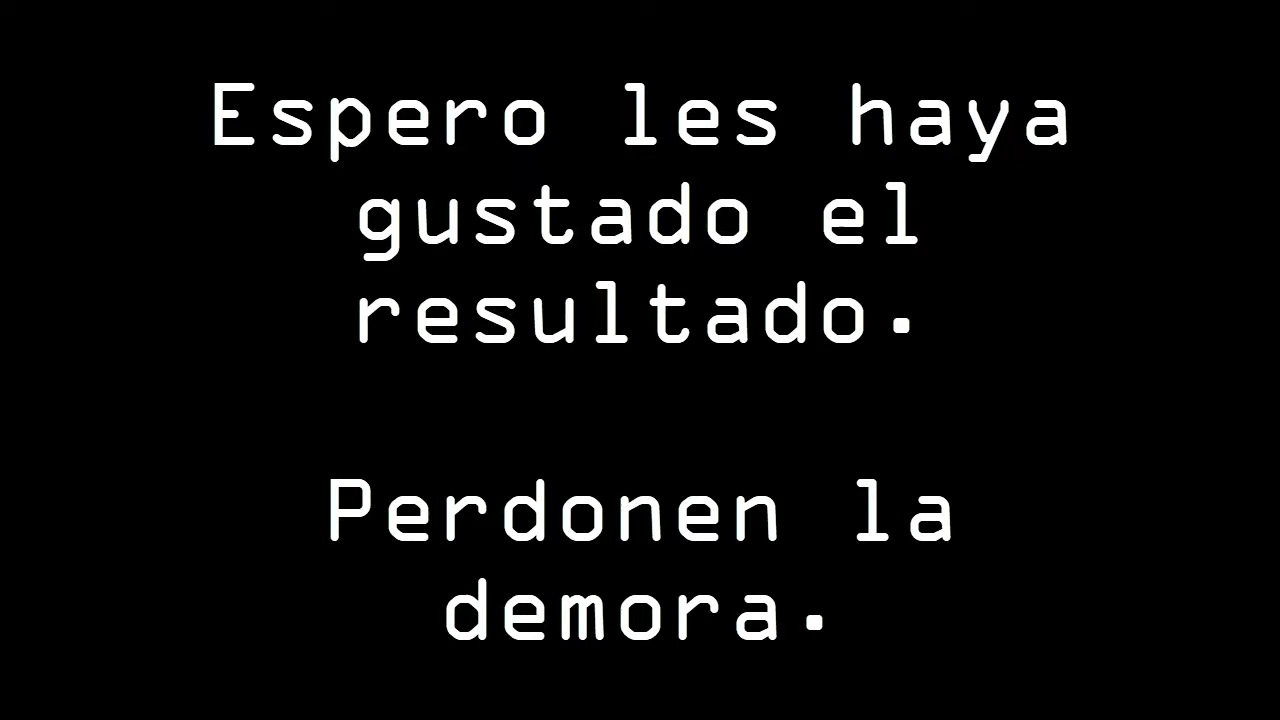 Espero les haya
gustado el
resultado.
Perdonen la
demora.